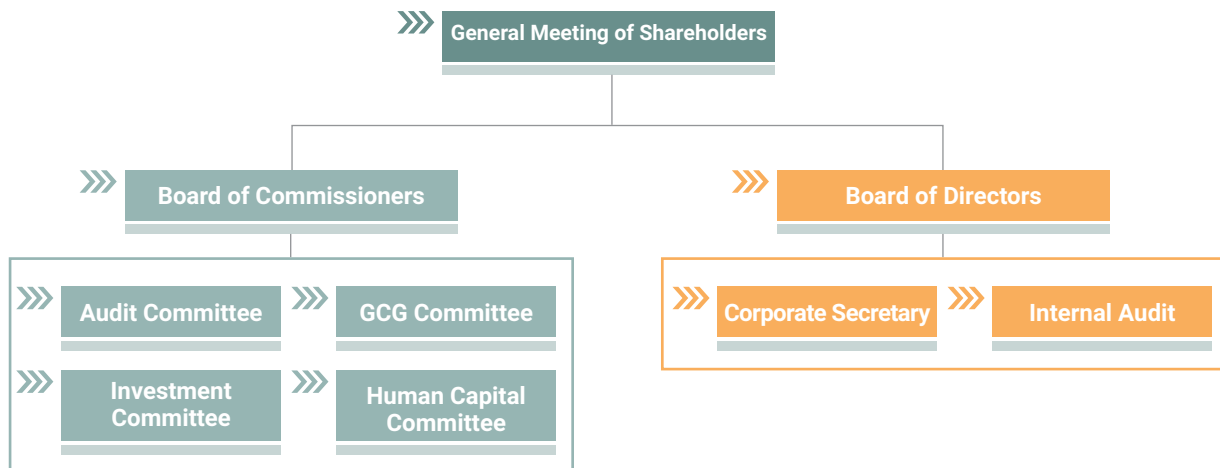 General Meeting of Shareholders
Board of Commissioners
Board of Directors
Audit Committee
GCG Committee
Corporate Secretary
Internal Audit
Investment
Committee
Human Capital
Committee